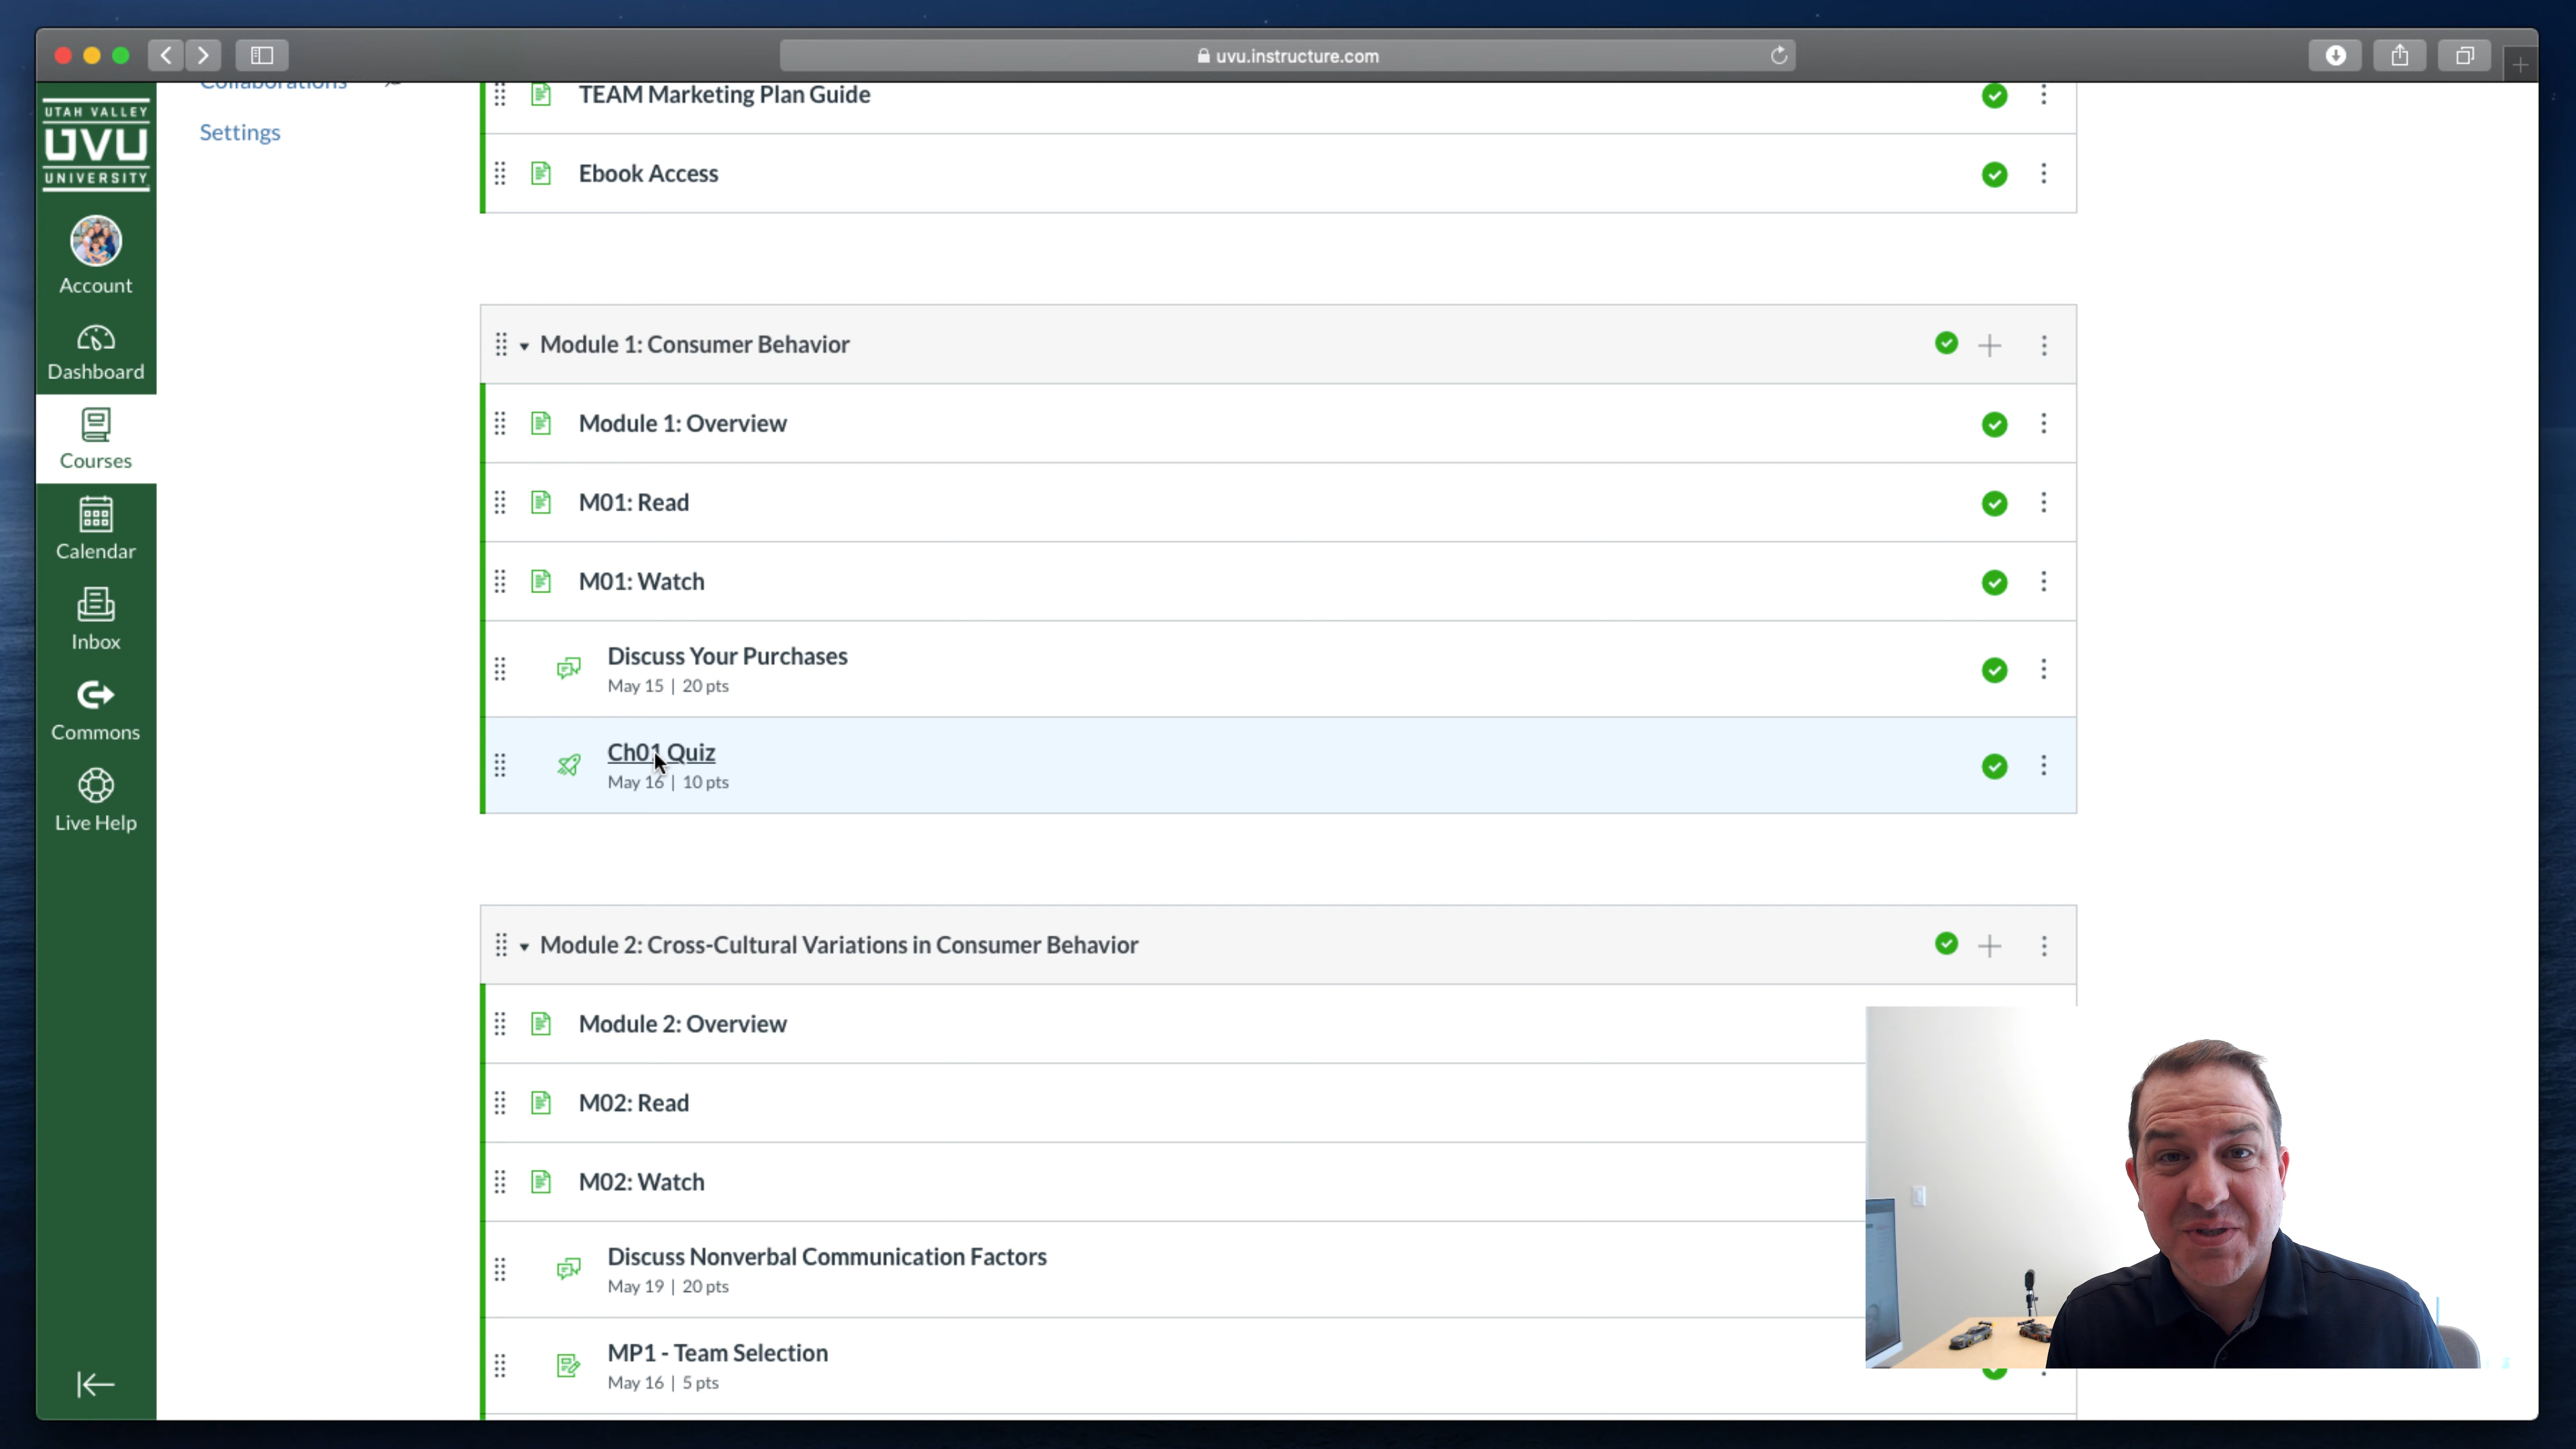 uvu.instructure.com
UTAH VALLEY
UVU
UNIVERSITY
Account
Dashboard
Courses
Calendar
Inbox
Commons
Live Help
Collaborations
Settings
TEAM Marketing Plan Guide
Ebook Access
Module 1: Consumer Behavior
Module 1: Overview
M01: Read
M01: Watch
Discuss Your Purchases
May 15 | 20 pts
Ch01 Quiz
May 16 | 10 pts
Module 2: Cross-Cultural Variations in Consumer Behavior
Module 2: Overview
M02: Read
M02: Watch
Discuss Nonverbal Communication Factors
May 19 | 20 pts
MP1 - Team Selection
May 16 | 5 pts